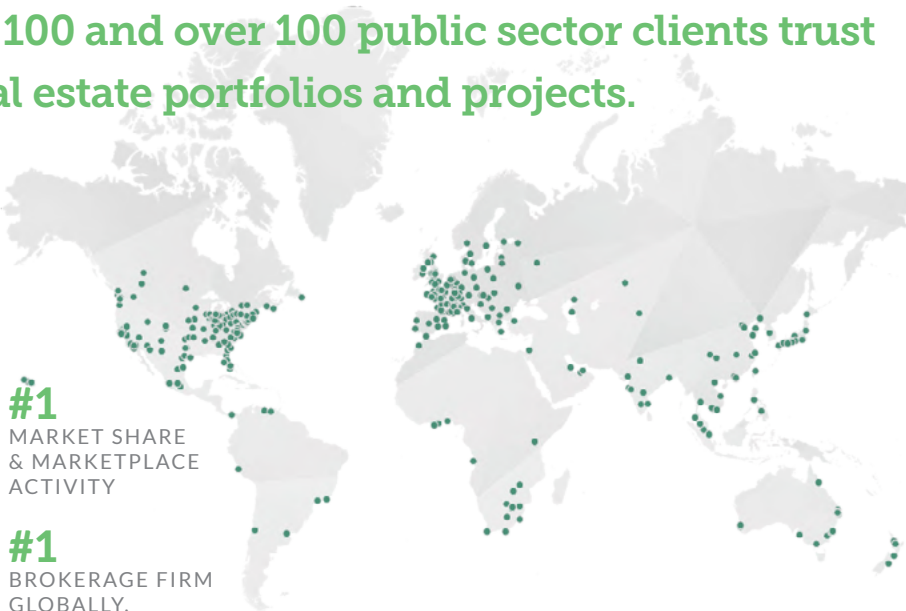 100 and over 100 public sector clients trust
al estate portfolios and projects.
#1
MARKET SHARE
& MARKETPLACE
ACTIVITY
#1
BROKERAGE FIRM
GLOBALLY.